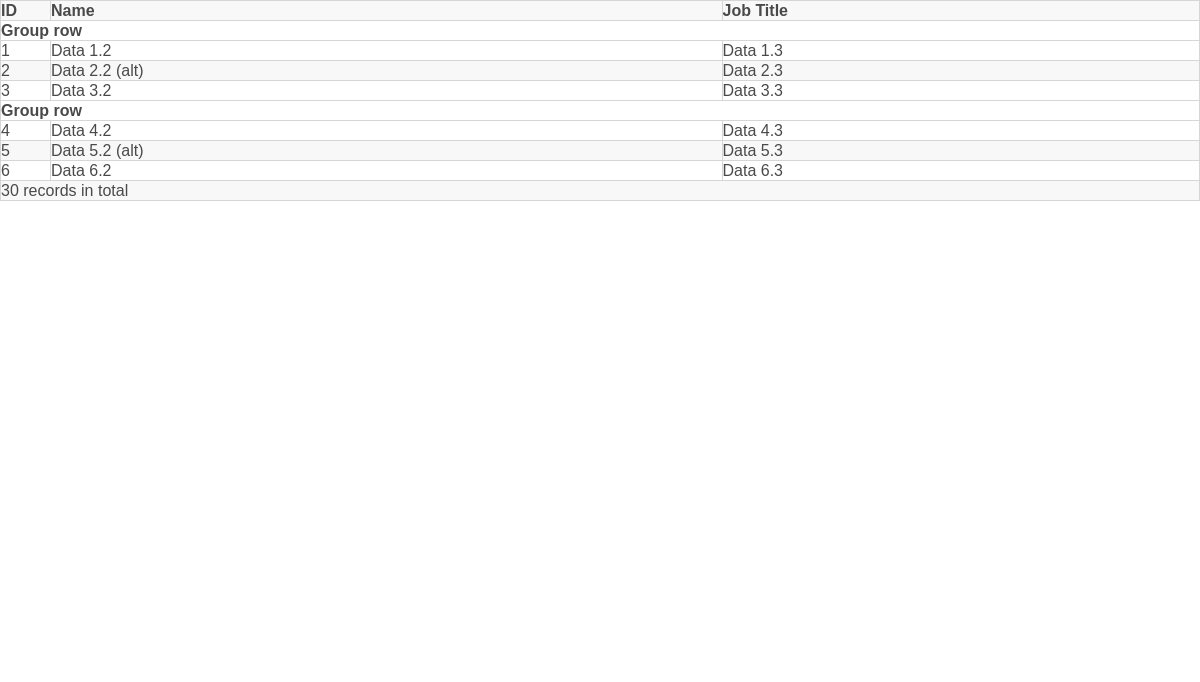 ID Name Job Title
Group row
1 Data 1.2 Data 1.3
2 Data 2.2 (alt) Data 2.3
3 Data 3.2 Data 3.3
Group row
4 Data 4.2 Data 4.3
5 Data 5.2 (alt) Data 5.3
6 Data 6.2 Data 6.3
30 records in total